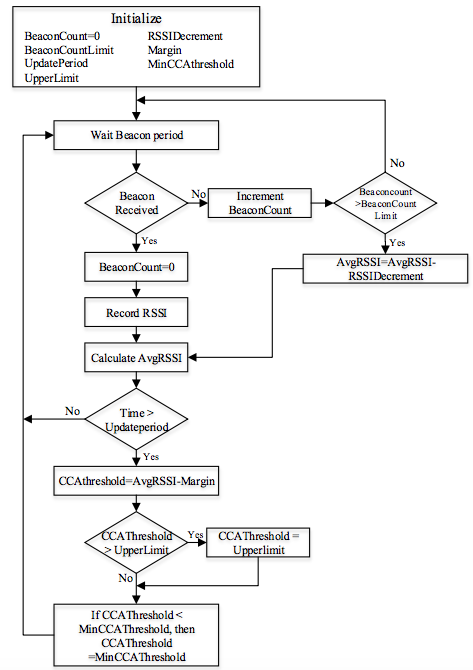 Initialize
BeaconCount=0
RSSIDecrement
BeaconCountLimit
Margin
UpdatePeriod
MinCCAthreshold
UpperLimit
Wait Beacon period
Beacon
Received
No
Increment
BeaconCount
Beaconcount
>BeaconCount
Limit
No
Yes
AvgRSSI=AvgRSSI-
RSSIDecrement
Yes
BeaconCount=0
Record RSSI
Calculate AvgRSSI
Time >
Updateperiod
No
Yes
CCAthreshold=AvgRSSI-Margin
CCAThreshold
> UpperLimit
Yes
CCAThreshold =
Upperlimit
No
If CCAThreshold <
MinCCAThreshold, then
CCAThreshold
=MinCCAThreshold